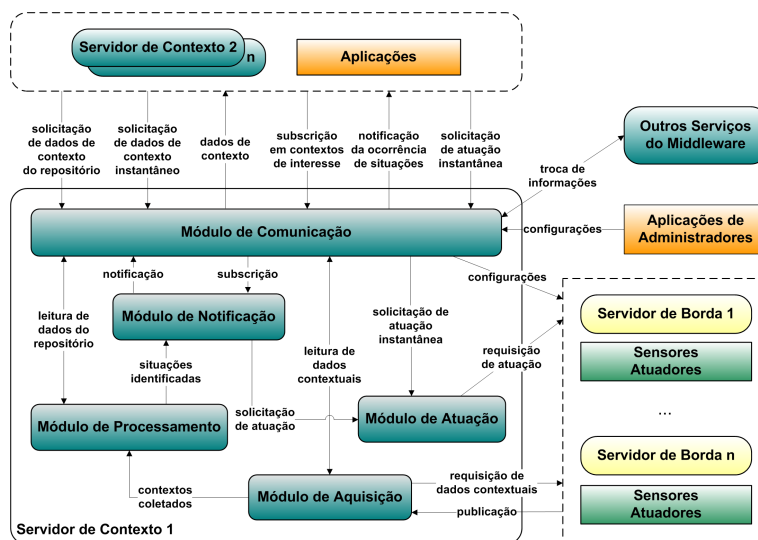 Servidor de Contexto 2
n
Aplicações
solicitação
de dados de
contexto
do repositório
solicitação
de dados de
contexto
instantâneo
dados de
contexto
subscrição
em contextos
de interesse
notificação
da ocorrência
de situações
solicitação
de atuação
instantânea
Outros Serviços
do Middleware
troca de
informações
Módulo de Comunicação
configurações
Aplicações de
Administradores
notificação
subscrição
configurações
leitura de
dados do
repositório
Módulo de Notificação
solicitação de
atuação
instantânea
Servidor de Borda 1
Sensores
Atuadores
situações
identificadas
leitura de
dados
contextuais
requisição
de atuação
solicitação
de atuação
Módulo de Processamento
Módulo de Atuação
...
Servidor de Borda n
Sensores
Atuadores
contextos
coletados
Módulo de Aquisição
requisição de
dados contextuais
publicação
Servidor de Contexto 1